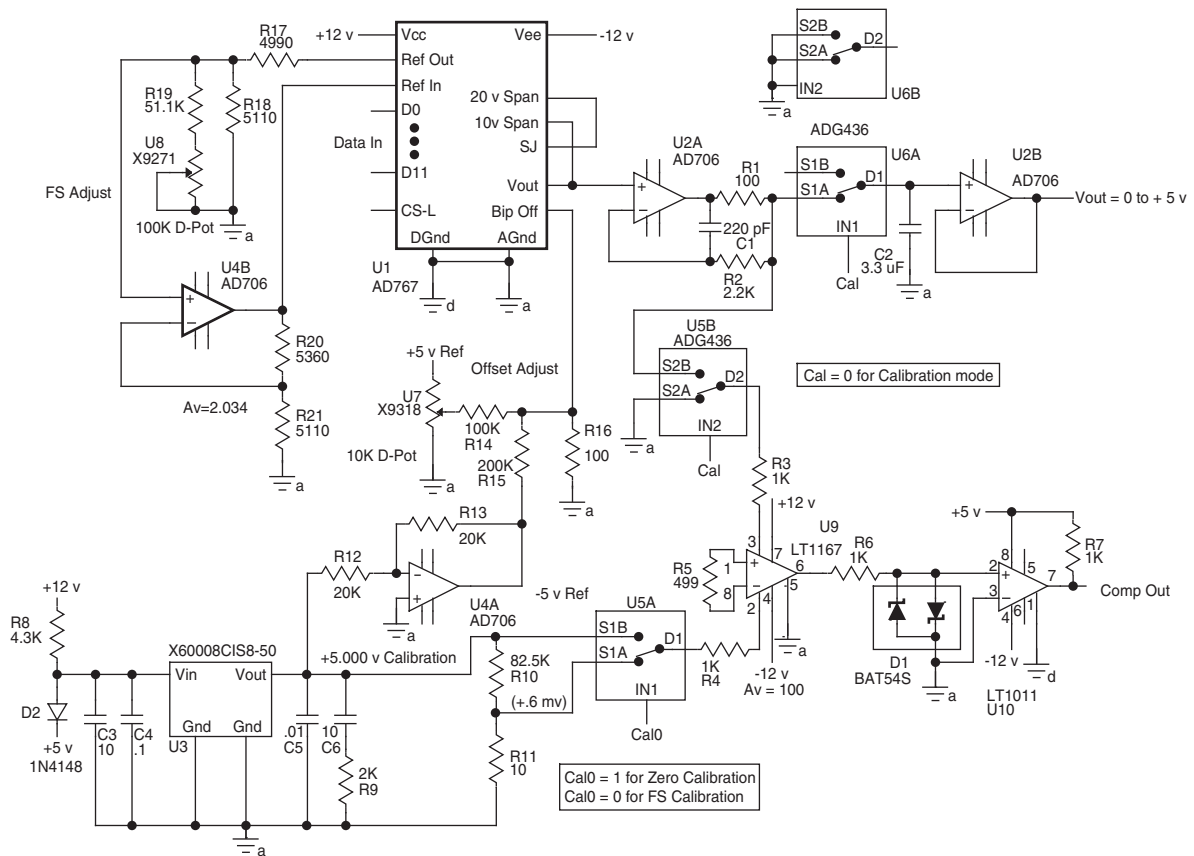 R17
4990
+12 v
Vcc
Vee
-12 v
Ref Out
Ref In
D0
Data In
D11
CS-L
20 v Span
10v Span
SJ
Vout
Bip Off
DGnd
AGnd
d
a
U1
AD767
R19
51.1K
R18
5110
U8
X9271
FS Adjust
100K D-Pot
a
U4B
AD706
+
−
R20
5360
Av=2.034
R21
5110
a
S2B
S2A
D2
IN2
U6B
a
ADG436
U2A
AD706
+
−
R1
100
220 pF
C1
R2
2.2K
S1B
S1A
D1
U6A
IN1
Cal
C2
3.3 uF
a
U2B
AD706
+
−
Vout = 0 to + 5 v
U5B
ADG436
S2B
S2A
D2
IN2
a
Cal
Cal = 0 for Calibration mode
+5 v Ref
Offset Adjust
U7
X9318
100K
R14
10K D-Pot
a
200K
R15
R16
100
a
R13
20K
R12
20K
−
+
a
U4A
AD706
-5 v Ref
R3
1K
+12 v
U9
LT1167
3
7
R5
499
1
8
+
−
6
5
2
4
a
-12 v
Av = 100
R6
1K
D1
BAT54S
a
+5 v
R7
1K
8
5
2
+
3
−
7
6
1
4
Comp Out
-12 v
d
LT1011
U10
U5A
S1B
S1A
D1
IN1
Cal0
1K
R4
+12 v
R8
4.3K
D2
+5 v
1N4148
C3
10
C4
.1
X60008CIS8-50
Vin
Vout
Gnd
Gnd
U3
+5.000 v Calibration
.01
C5
10
C6
2K
R9
82.5K
R10
(+.6 mv)
R11
10
a
Cal0 = 1 for Zero Calibration
Cal0 = 0 for FS Calibration